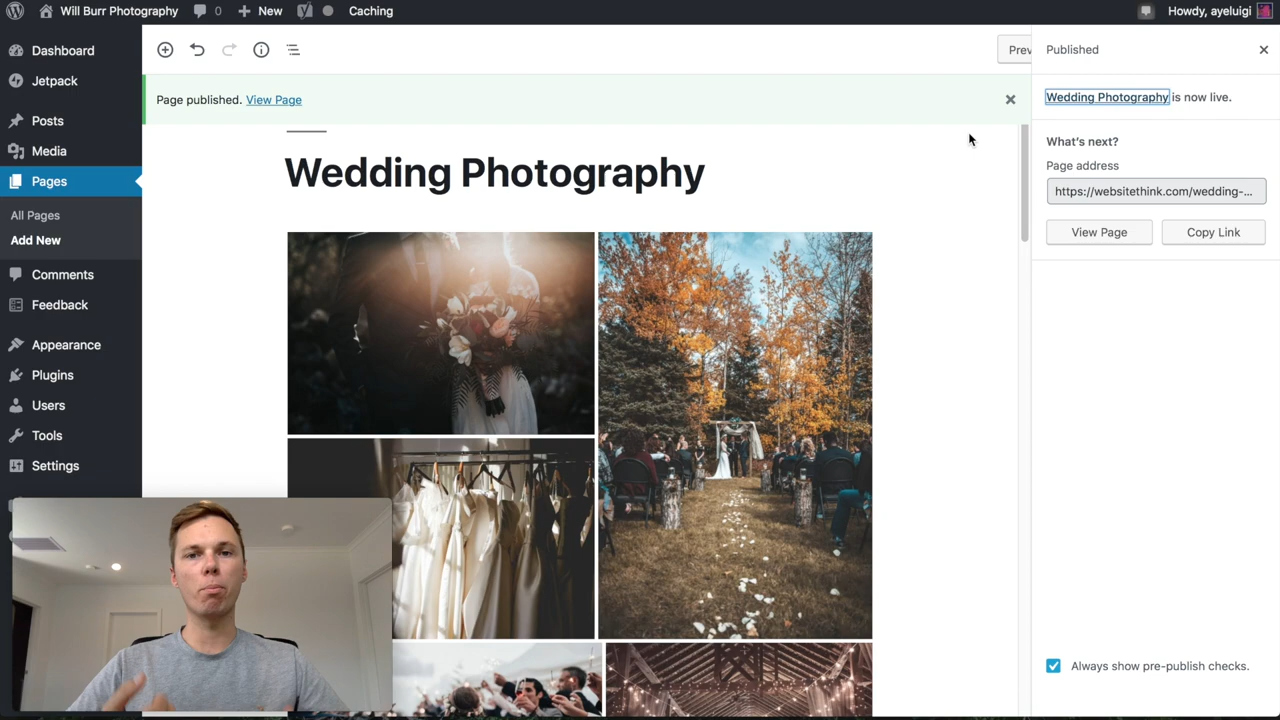 Will Burr Photography
0
New
Caching
Howdy, ayeluigi
Dashboard
Jetpack
Posts
Media
Pages
All Pages
Add New
Comments
Feedback
Appearance
Plugins
Users
Tools
Settings
Prev
Page published. View Page
Wedding Photography
Published
Wedding Photography is now live.
What's next?
Page address
https://websitethink.com/wedding-...
View Page
Copy Link
Always show pre-publish checks.